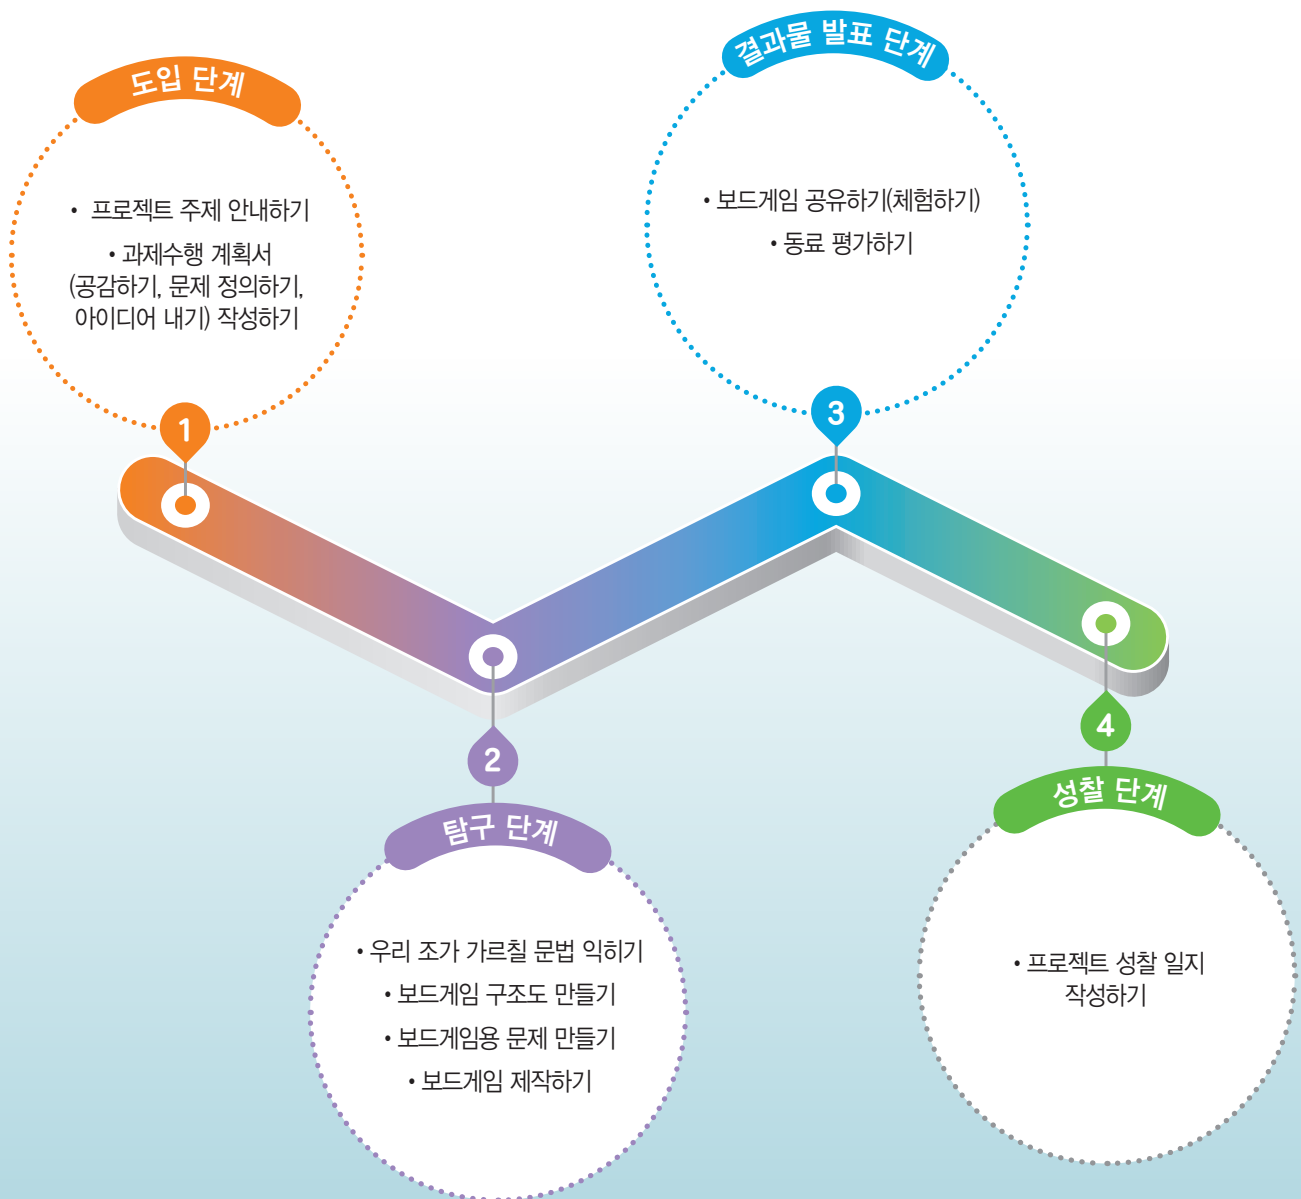 도입 단계
• 프로젝트 주제 안내하기
• 과제수행 계획서
(공감하기, 문제 정의하기,
아이디어 내기) 작성하기
1
탐구 단계
• 우리 조가 가르칠 문법 익히기
• 보드게임 구조도 만들기
• 보드게임용 문제 만들기
• 보드게임 제작하기
2
결과물 발표 단계
• 보드게임 공유하기(체험하기)
• 동료 평가하기
3
4
성찰 단계
• 프로젝트 성찰 일지
작성하기